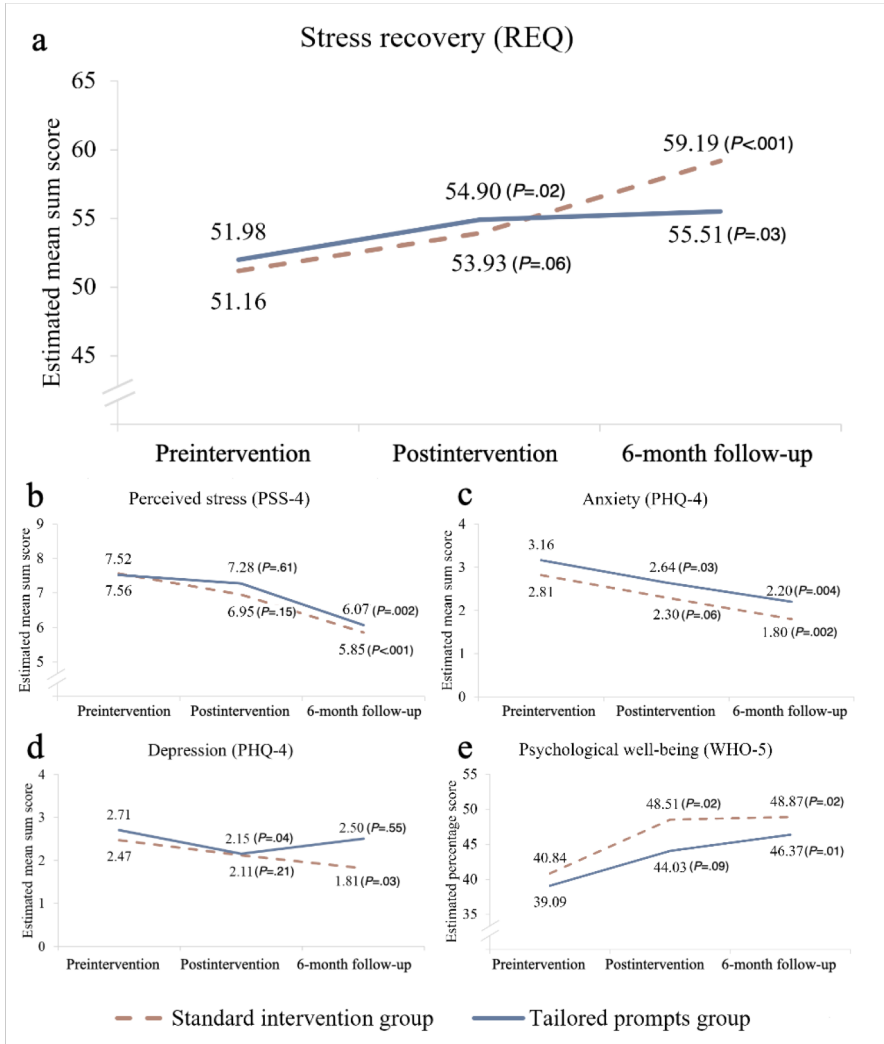 a
Stress recovery (REQ)
Estimated mean sum score
65
60
55
50
45
59.19 (P<.001)
54.90 (P=.02)
51.98
55.51 (P=.03)
53.93 (P=.06)
51.16
Preintervention Postintervention 6-month follow-up
b
Perceived stress (PSS-4)
Estimated mean sum score
9
8
7
6
5
7.52
7.28 (P=.61)
7.56
6.95 (P=.15)
6.07 (P=.002)
5.85 (P<.001)
Preintervention Postintervention 6-month follow-up
c
Anxiety (PHQ-4)
Estimated mean sum score
4
3
2
1
0
3.16
2.64 (P=.03)
2.81
2.20 (P=.004)
2.30 (P=.06)
1.80 (P=.002)
Preintervention Postintervention 6-month follow-up
d
Depression (PHQ-4)
Estimated mean sum score
4
3
2
1
0
2.71
2.15 (P=.04)
2.50 (P=.55)
2.47
2.11 (P=.21)
1.81 (P=.03)
Preintervention Postintervention 6-month follow-up
e
Psychological well-being (WHO-5)
Estimated percentage score
55
50
45
40
35
48.51 (P=.02)
48.87 (P=.02)
40.84
46.37 (P=.01)
44.03 (P=.09)
39.09
Preintervention Postintervention 6-month follow-up
Standard intervention group Tailored prompts group